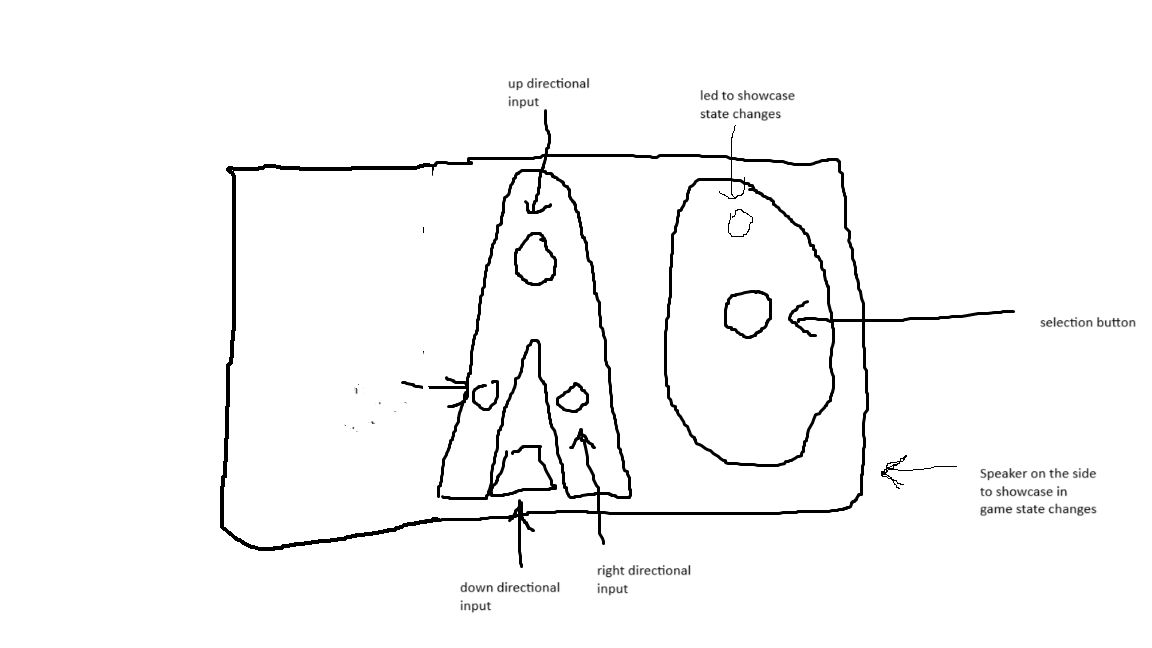 up directional
input
led to showcase
state changes
selection button
Speaker on the side
to showcase in
game state changes
right directional
input
down directional
input